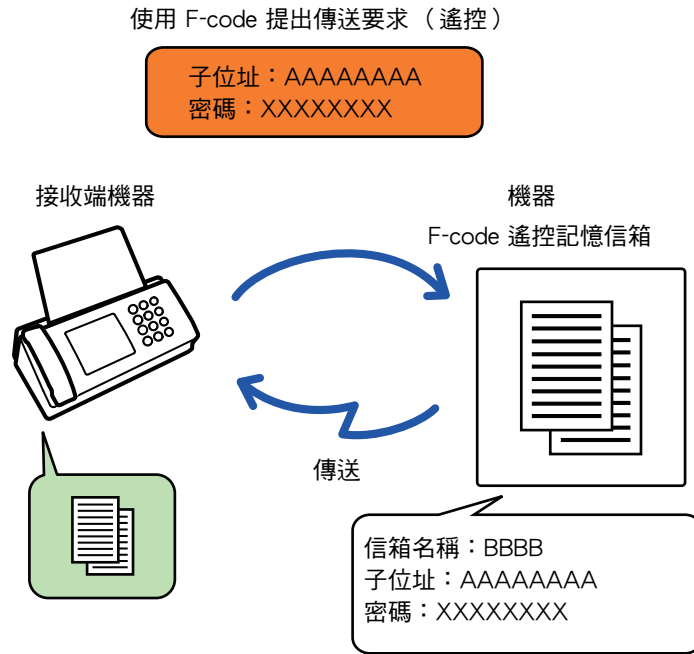 使用 F-code 提出傳送要求（遙控）
子位址：AAAAAAAA
密碼：XXXXXXXX
接收端機器
機器
F-code 遙控記憶信箱
傳送
信箱名稱：BBBB
子位址：AAAAAAAA
密碼：XXXXXXXX